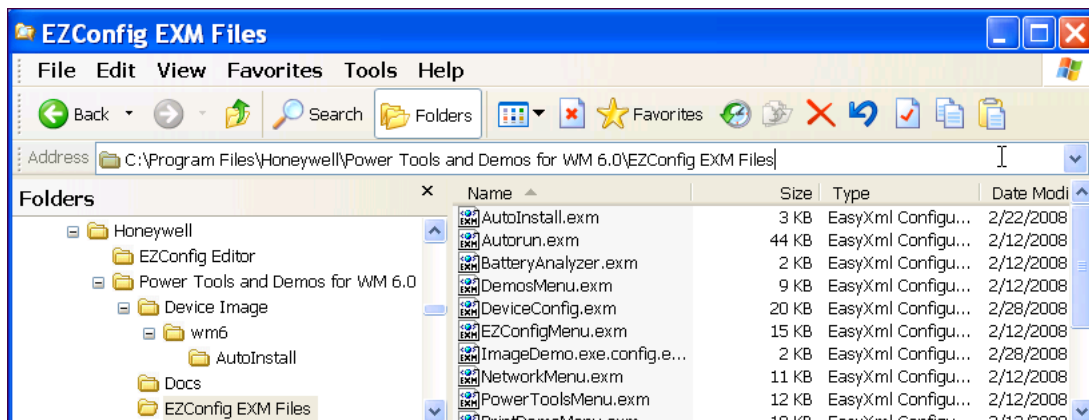 EZConfig EXM Files
File Edit View Favorites Tools Help
Back Search Folders Favorites
Address C:\Program Files\Honeywell\Power Tools and Demos for WM 6.0\EZConfig EXM Files
Folders
Honeywell
EZConfig Editor
Power Tools and Demos for WM 6.0
Device Image
wm6
AutoInstall
Docs
EZConfig EXM Files
Name Size Type Date Modi
AutoInstall.exm 3 KB EasyXml Configu... 2/22/2008
Autorun.exm 44 KB EasyXml Configu... 2/12/2008
BatteryAnalyzer.exm 2 KB EasyXml Configu... 2/12/2008
DemosMenu.exm 9 KB EasyXml Configu... 2/12/2008
DeviceConfig.exm 20 KB EasyXml Configu... 2/28/2008
EZConfigMenu.exm 15 KB EasyXml Configu... 2/12/2008
ImageDemo.exe.config.e... 2 KB EasyXml Configu... 2/28/2008
NetworkMenu.exm 11 KB EasyXml Configu... 2/12/2008
PowerToolsMenu.exm 12 KB EasyXml Configu... 2/12/2008